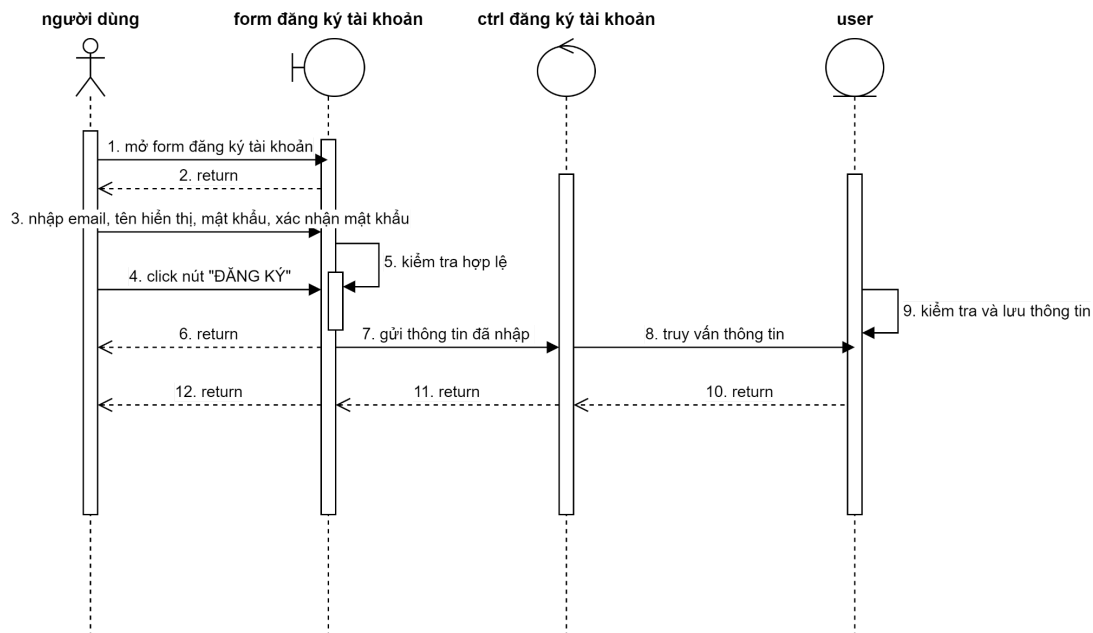 người dùng
form đăng ký tài khoản
ctrl đăng ký tài khoản
user
1. mở form đăng ký tài khoản
2. return
3. nhập email, tên hiển thị, mật khẩu, xác nhận mật khẩu
5. kiểm tra hợp lệ
4. click nút "ĐĂNG KÝ"
9. kiểm tra và lưu thông tin
6. return
7. gửi thông tin đã nhập
8. truy vấn thông tin
12. return
11. return
10. return